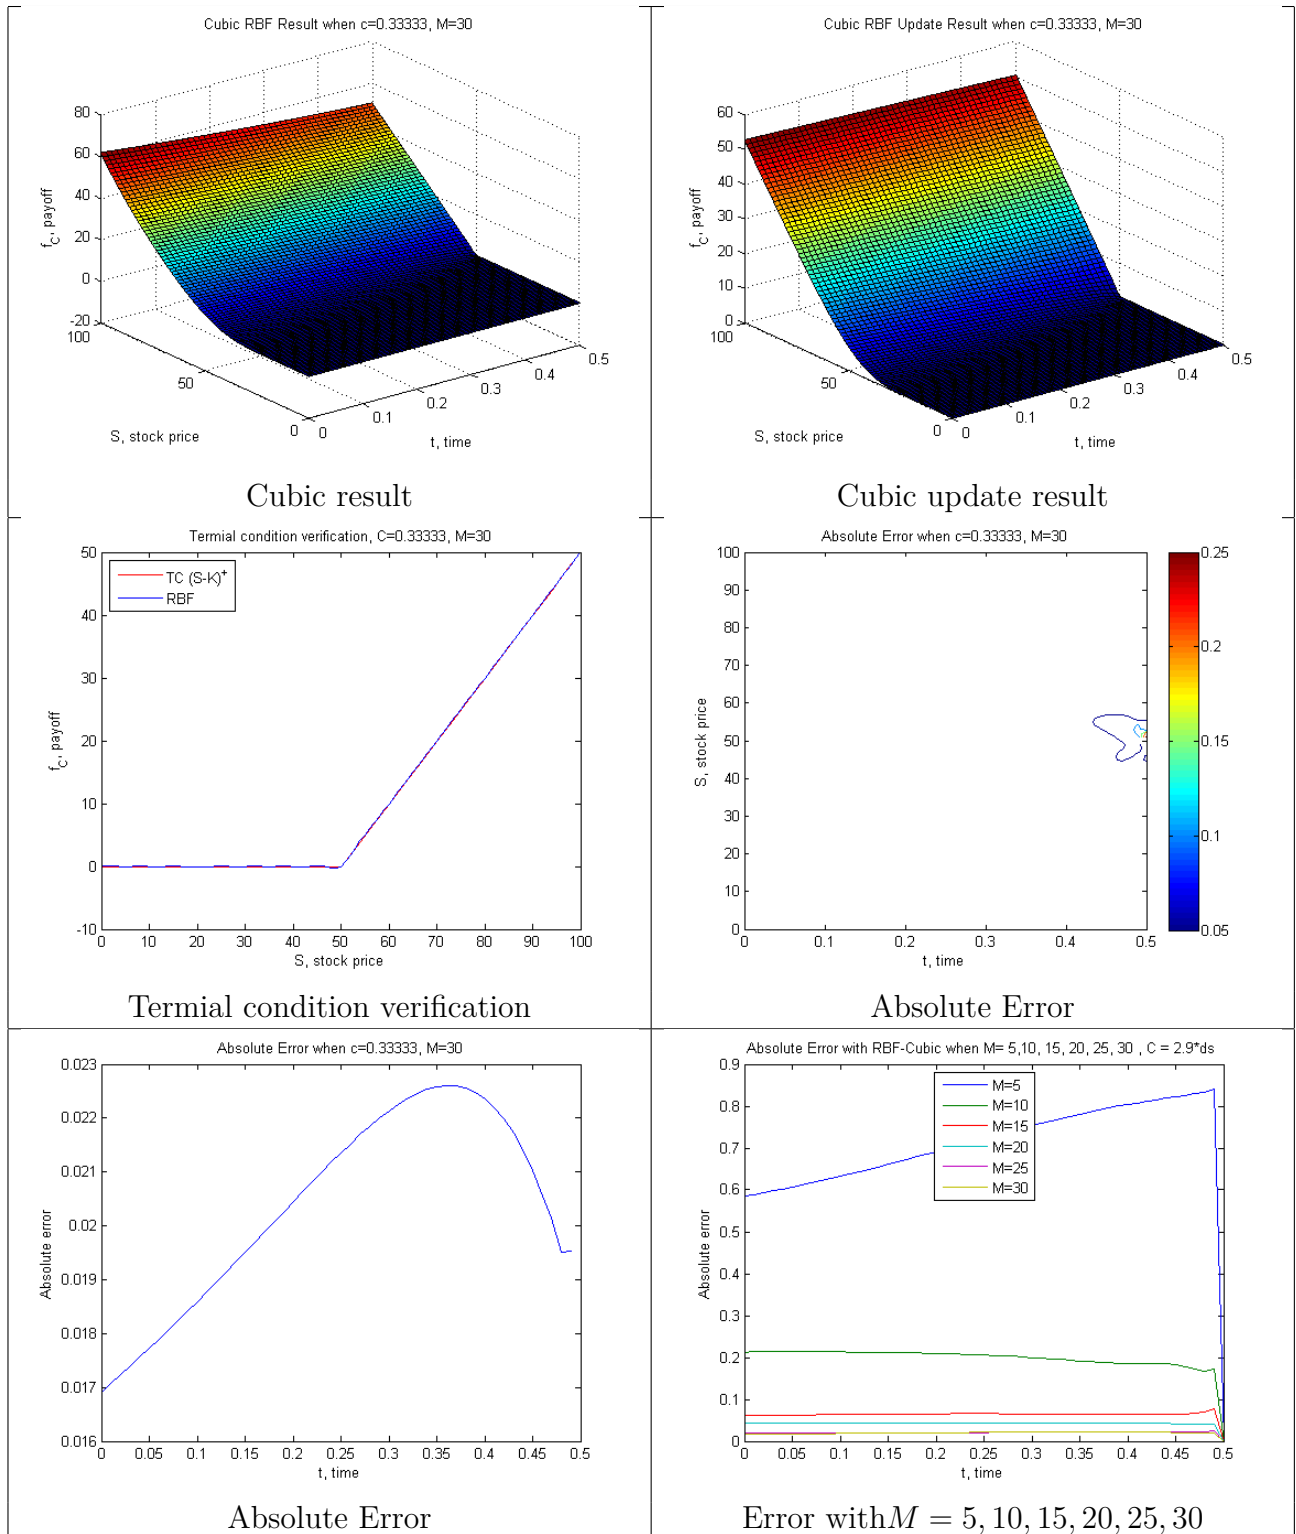 Cubic RBF Result when c=0.33333, M=30
80
60
40
20
0
-20
f_C, payoff
100
50
0
S, stock price
0
0.1
0.2
0.3
0.4
0.5
t, time
Cubic result
Cubic RBF Update Result when c=0.33333, M=30
60
50
40
30
20
10
0
f_C, payoff
100
50
0
S, stock price
0
0.1
0.2
0.3
0.4
0.5
t, time
Cubic update result
Termial condition verification, C=0.33333, M=30
TC (S-K)^+
RBF
50
40
30
20
10
0
-10
f_C, payoff
0 10 20 30 40 50 60 70 80 90 100
S, stock price
Termial condition verification
Absolute Error when c=0.33333, M=30
100
90
80
70
60
50
40
30
20
10
0
S, stock price
0 0.1 0.2 0.3 0.4 0.5
t, time
0.25
0.2
0.15
0.1
0.05
Absolute Error
Absolute Error when c=0.33333, M=30
0.023
0.022
0.021
0.02
0.019
0.018
0.017
0.016
Absolute error
0 0.05 0.1 0.15 0.2 0.25 0.3 0.35 0.4 0.45 0.5
t, time
Absolute Error
Absolute Error with RBF-Cubic when M= 5,10, 15, 20, 25, 30 , C = 2.9*ds
M=5
M=10
M=15
M=20
M=25
M=30
0.9
0.8
0.7
0.6
0.5
0.4
0.3
0.2
0.1
0
Absolute error
0 0.05 0.1 0.15 0.2 0.25 0.3 0.35 0.4 0.45 0.5
t, time
Error withM = 5, 10, 15, 20, 25, 30